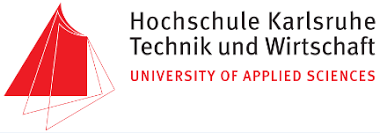 Hochschule Karlsruhe
Technik und Wirtschaft
UNIVERSITY OF APPLIED SCIENCES